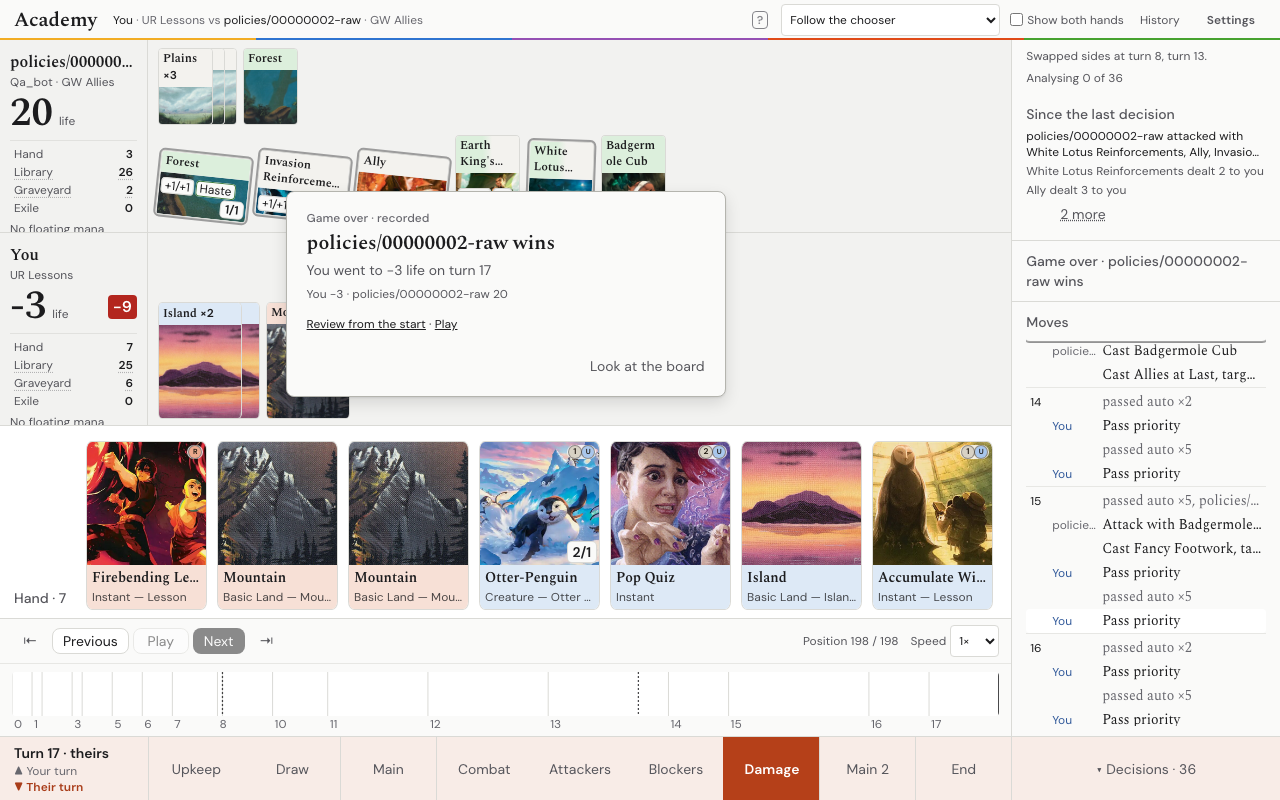 Academy
You · UR Lessons vs policies/00000002-raw · GW Allies
?
Follow the chooser
Show both hands
History
Settings
policies/000000...
Qa_bot · GW Allies
20 life
Hand 3
Library 26
Graveyard 2
Exile 0
No floating mana
Plains
×3
Forest
Forest
+1/+1 Haste
1/1
Invasion
Reinforceme...
+1/+1
Ally
Earth
King's...
White
Lotus...
Badgerm
ole Cub
You
UR Lessons
-3 life
-9
Hand 7
Library 25
Graveyard 6
Exile 0
No floating mana
Island ×2
Game over · recorded
policies/00000002-raw wins
You went to -3 life on turn 17
You -3 · policies/00000002-raw 20
Review from the start · Play
Look at the board
Hand · 7
R
Firebending Le...
Instant — Lesson
Mountain
Basic Land — Mou...
Mountain
Basic Land — Mou...
1 U
2/1
Otter-Penguin
Creature — Otter ...
2 U
Pop Quiz
Instant
Island
Basic Land — Islan...
1 U
Accumulate Wi...
Instant — Lesson
Previous
Play
Next
Position 198 / 198
Speed
1×
0 1 3 5 6 7 8 10 11 12 13 14 15 16 17
Turn 17 · theirs
▲ Your turn
▼ Their turn
Upkeep
Draw
Main
Combat
Attackers
Blockers
Damage
Main 2
End
Swapped sides at turn 8, turn 13.
Analysing 0 of 36
Since the last decision
policies/00000002-raw attacked with
White Lotus Reinforcements, Ally, Invasio...
White Lotus Reinforcements dealt 2 to you
Ally dealt 3 to you
2 more
Game over · policies/00000002-
raw wins
Moves
policie... Cast Badgermole Cub
Cast Allies at Last, targ...
14 passed auto ×2
You Pass priority
passed auto ×5
You Pass priority
15 passed auto ×5, policies/...
policie... Attack with Badgermole...
Cast Fancy Footwork, ta...
You Pass priority
passed auto ×5
You Pass priority
16 passed auto ×2
You Pass priority
passed auto ×5
You Pass priority
▾ Decisions · 36